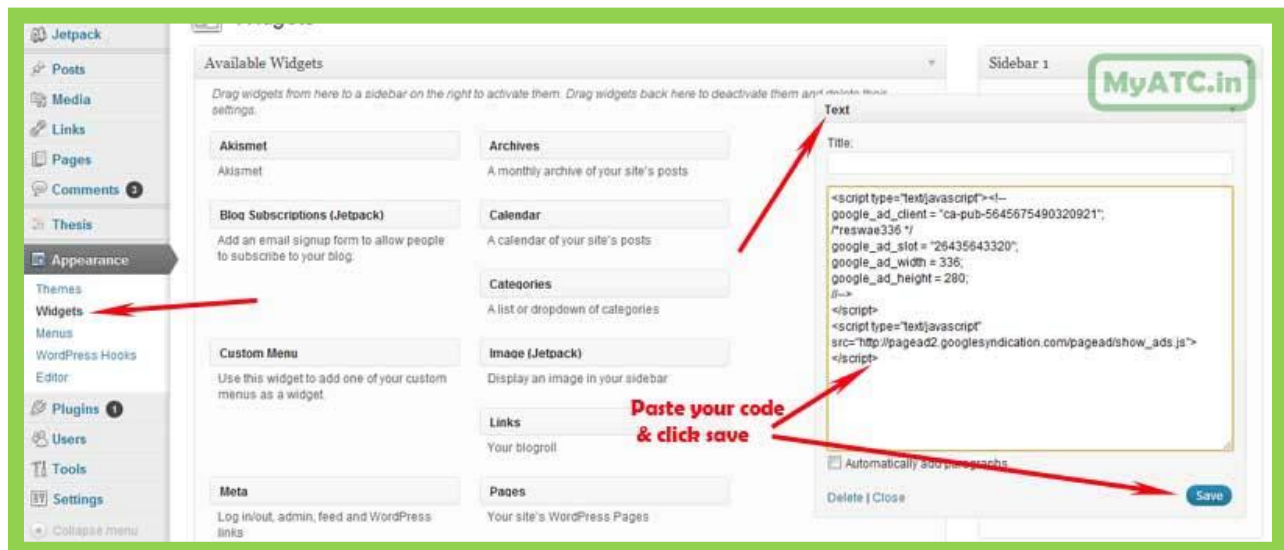 Jetpack
Posts
Media
Links
Pages
Comments 3
Thesis
Appearance
Themes
Widgets
Menus
WordPress Hooks
Editor
Plugins 1
Users
Tools
Settings
Collapse menu
Available Widgets
Drag widgets from here to a sidebar on the right to activate them. Drag widgets back here to deactivate them and delete their
settings.
Akismet
Akismet
Archives
A monthly archive of your site's posts
Blog Subscriptions (Jetpack)
Add an email signup form to allow people
to subscribe to your blog.
Calendar
A calendar of your site's posts
Categories
A list or dropdown of categories
Custom Menu
Use this widget to add one of your custom
menus as a widget.
Image (Jetpack)
Display an image in your sidebar
Links
Your blogroll
Meta
Log in/out, admin, feed and WordPress
links
Pages
Your site's WordPress Pages
Sidebar 1
MyATC.in
Text
Title:
<script type="text/javascript"><!--
google_ad_client = "ca-pub-5645675490320921";
/*reswae336 */
google_ad_slot = "26435643320";
google_ad_width = 336;
google_ad_height = 280;
//-->
</script>
<script type="text/javascript"
src="http://pagead2.googlesyndication.com/pagead/show_ads.js">
</script>
Paste your code
& click save
Automatically add paragraphs
Delete | Close
Save